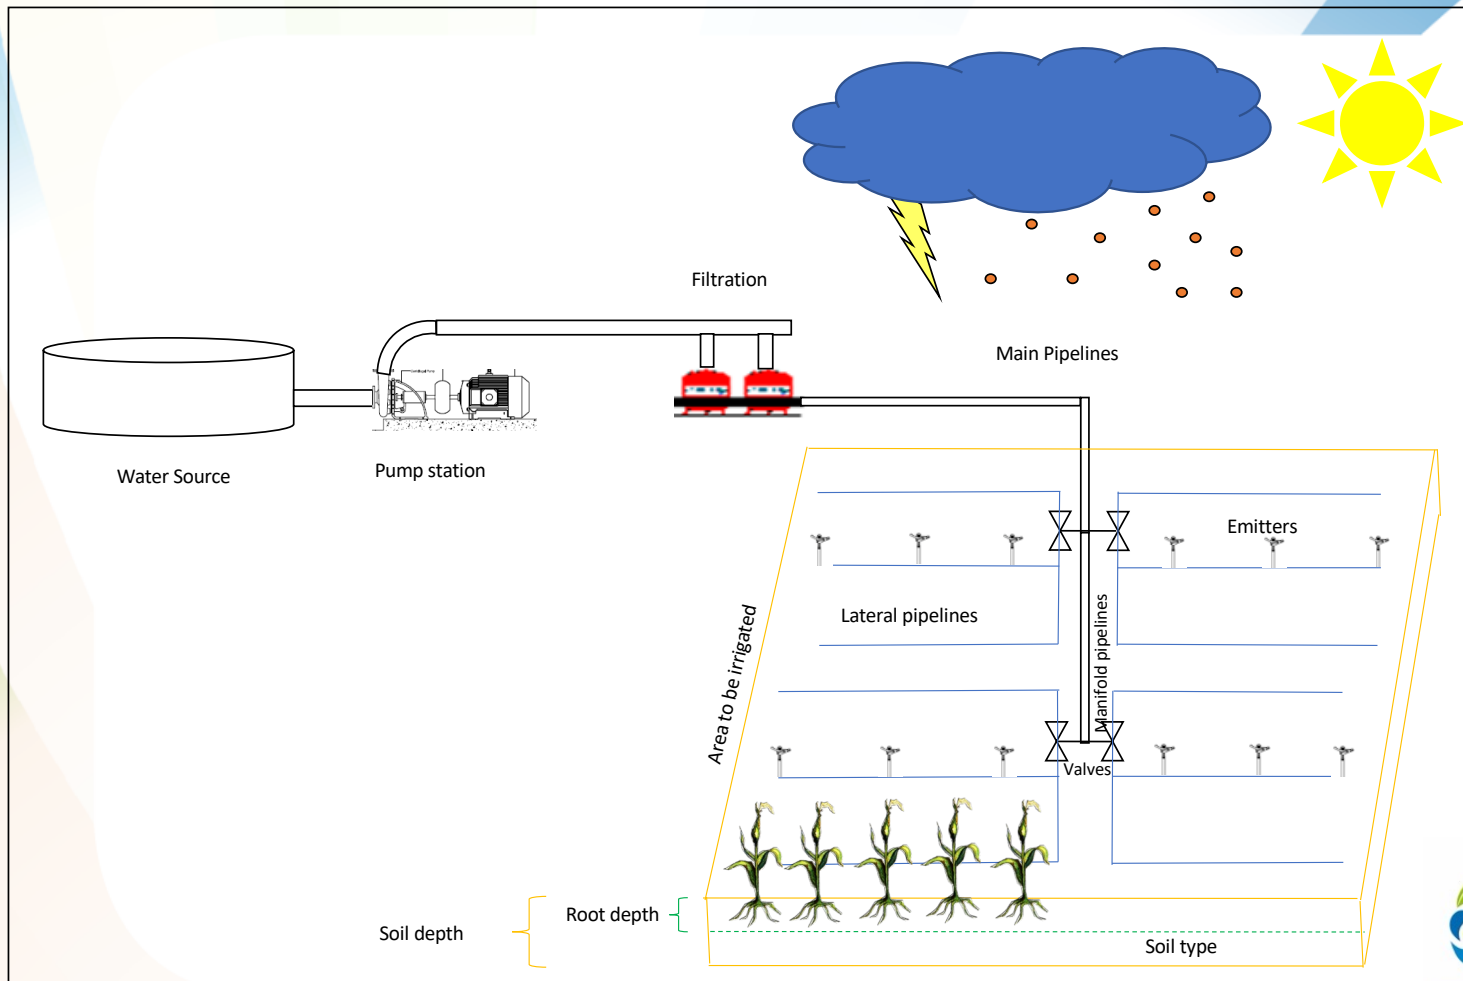 Filtration
Main Pipelines
Water Source
Pump station
Emitters
Lateral pipelines
Manifold pipelines
Area to be irrigated
Valves
Root depth
Soil depth
Soil type